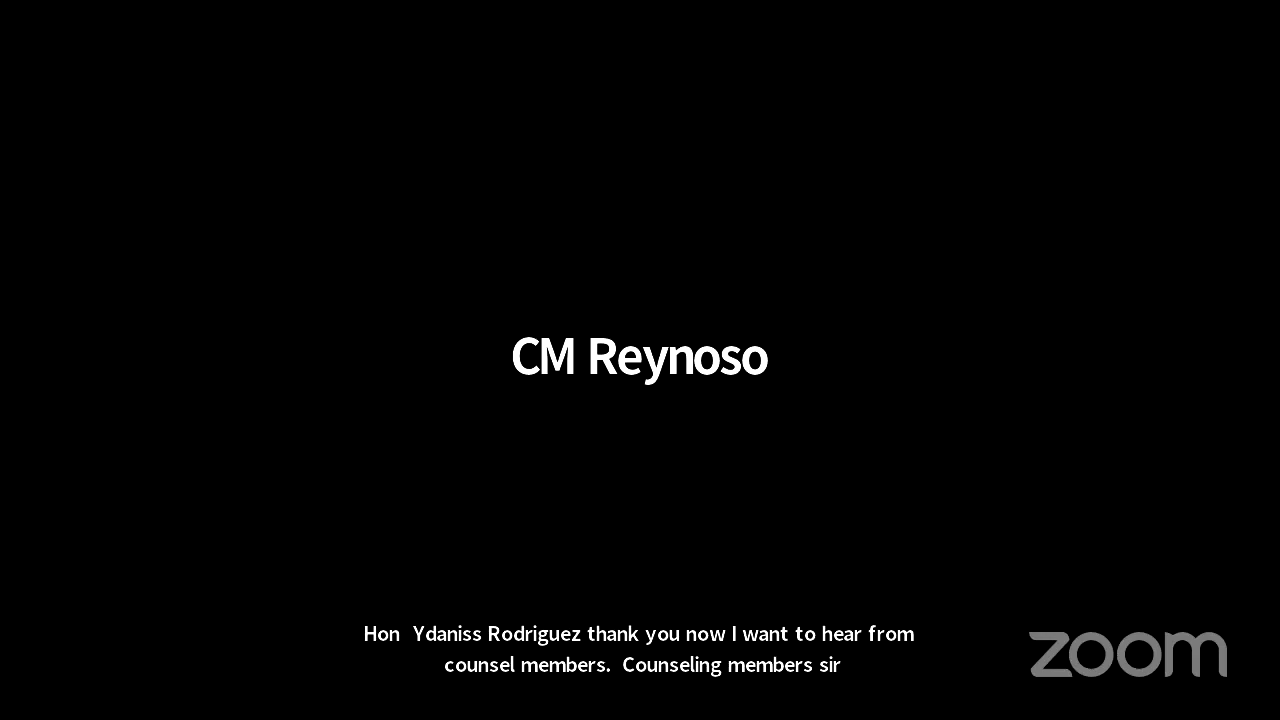 CM Reynoso
Hon Ydaniss Rodriguez thank you now I want to hear from
counsel members. Counseling members sir
zoom